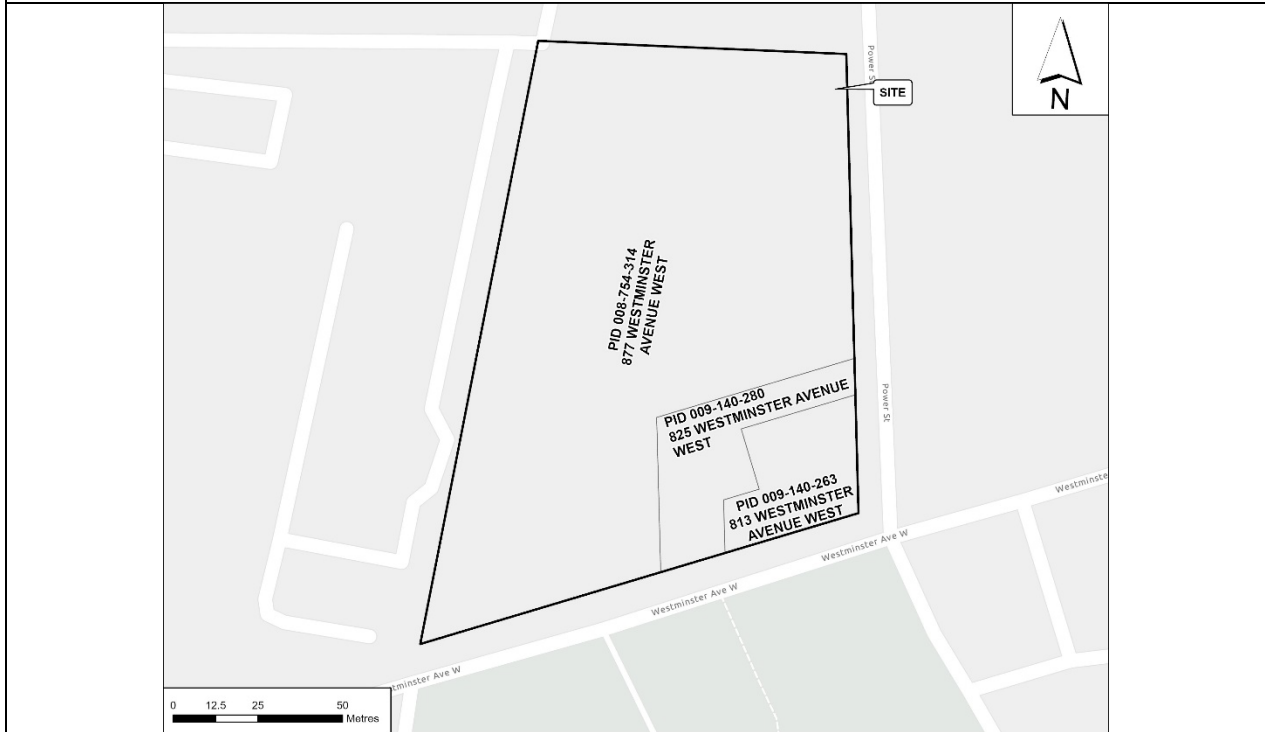 Power St
SITE
N
PID 008-754-314
877 WESTMINSTER
AVENUE WEST
PID 009-140-280
825 WESTMINSTER AVENUE
WEST
Power St
PID 009-140-263
813 WESTMINSTER
AVENUE WEST
Westminste
Westminster Ave W
Westminster Ave W
tminster Ave W
0 12.5 25 50
Metres